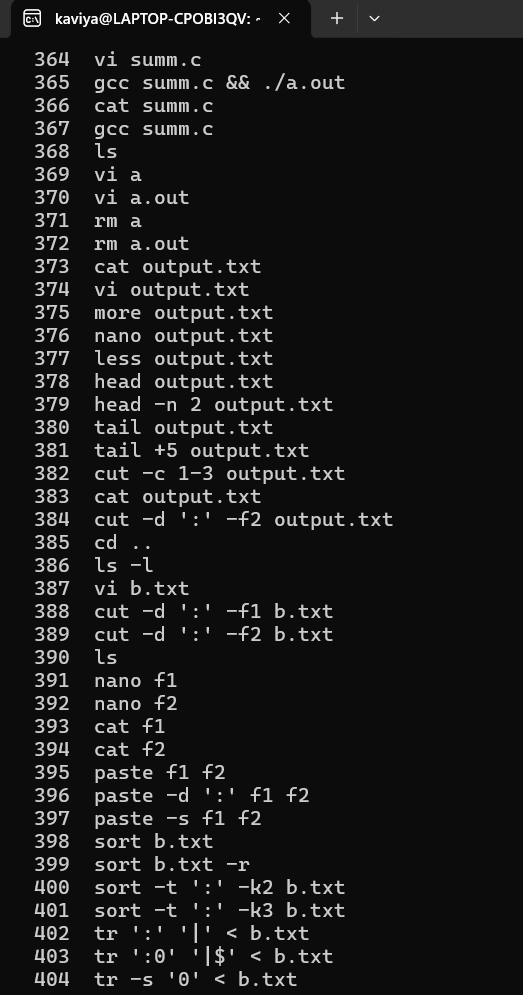 kaviya@LAPTOP-CPOBI3QV: ~
364 vi summ.c
365 gcc summ.c && ./a.out
366 cat summ.c
367 gcc summ.c
368 ls
369 vi a
370 vi a.out
371 rm a
372 rm a.out
373 cat output.txt
374 vi output.txt
375 more output.txt
376 nano output.txt
377 less output.txt
378 head output.txt
379 head -n 2 output.txt
380 tail output.txt
381 tail +5 output.txt
382 cut -c 1-3 output.txt
383 cat output.txt
384 cut -d ':' -f2 output.txt
385 cd ..
386 ls -l
387 vi b.txt
388 cut -d ':' -f1 b.txt
389 cut -d ':' -f2 b.txt
390 ls
391 nano f1
392 nano f2
393 cat f1
394 cat f2
395 paste f1 f2
396 paste -d ':' f1 f2
397 paste -s f1 f2
398 sort b.txt
399 sort b.txt -r
400 sort -t ':' -k2 b.txt
401 sort -t ':' -k3 b.txt
402 tr ':' '|' < b.txt
403 tr ':0' '|$' < b.txt
404 tr -s '0' < b.txt